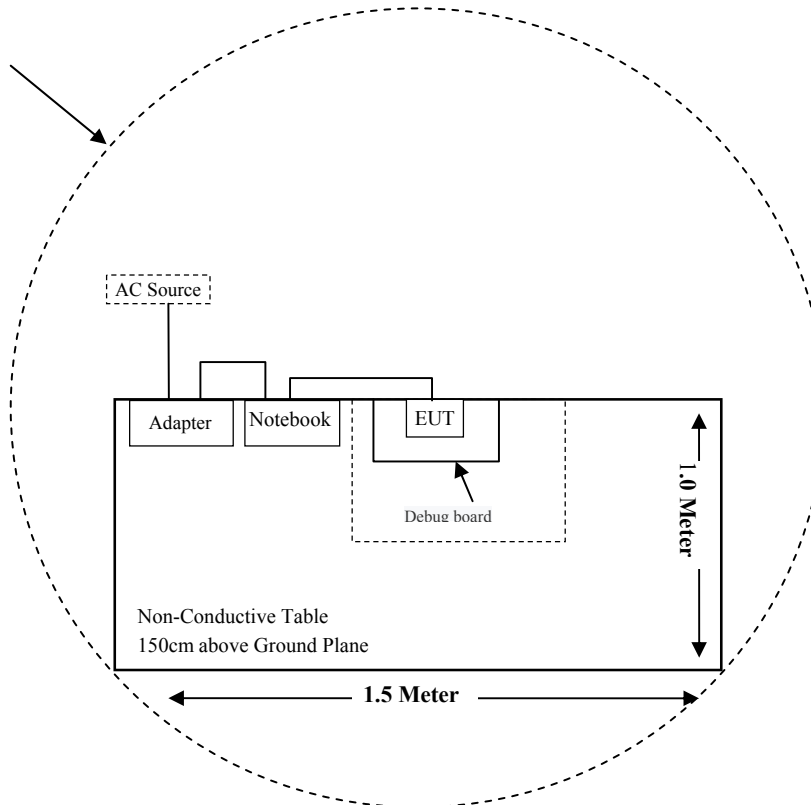 AC Source
Adapter
Notebook
EUT
Debug board
1.0 Meter
Non-Conductive Table
150cm above Ground Plane
1.5 Meter